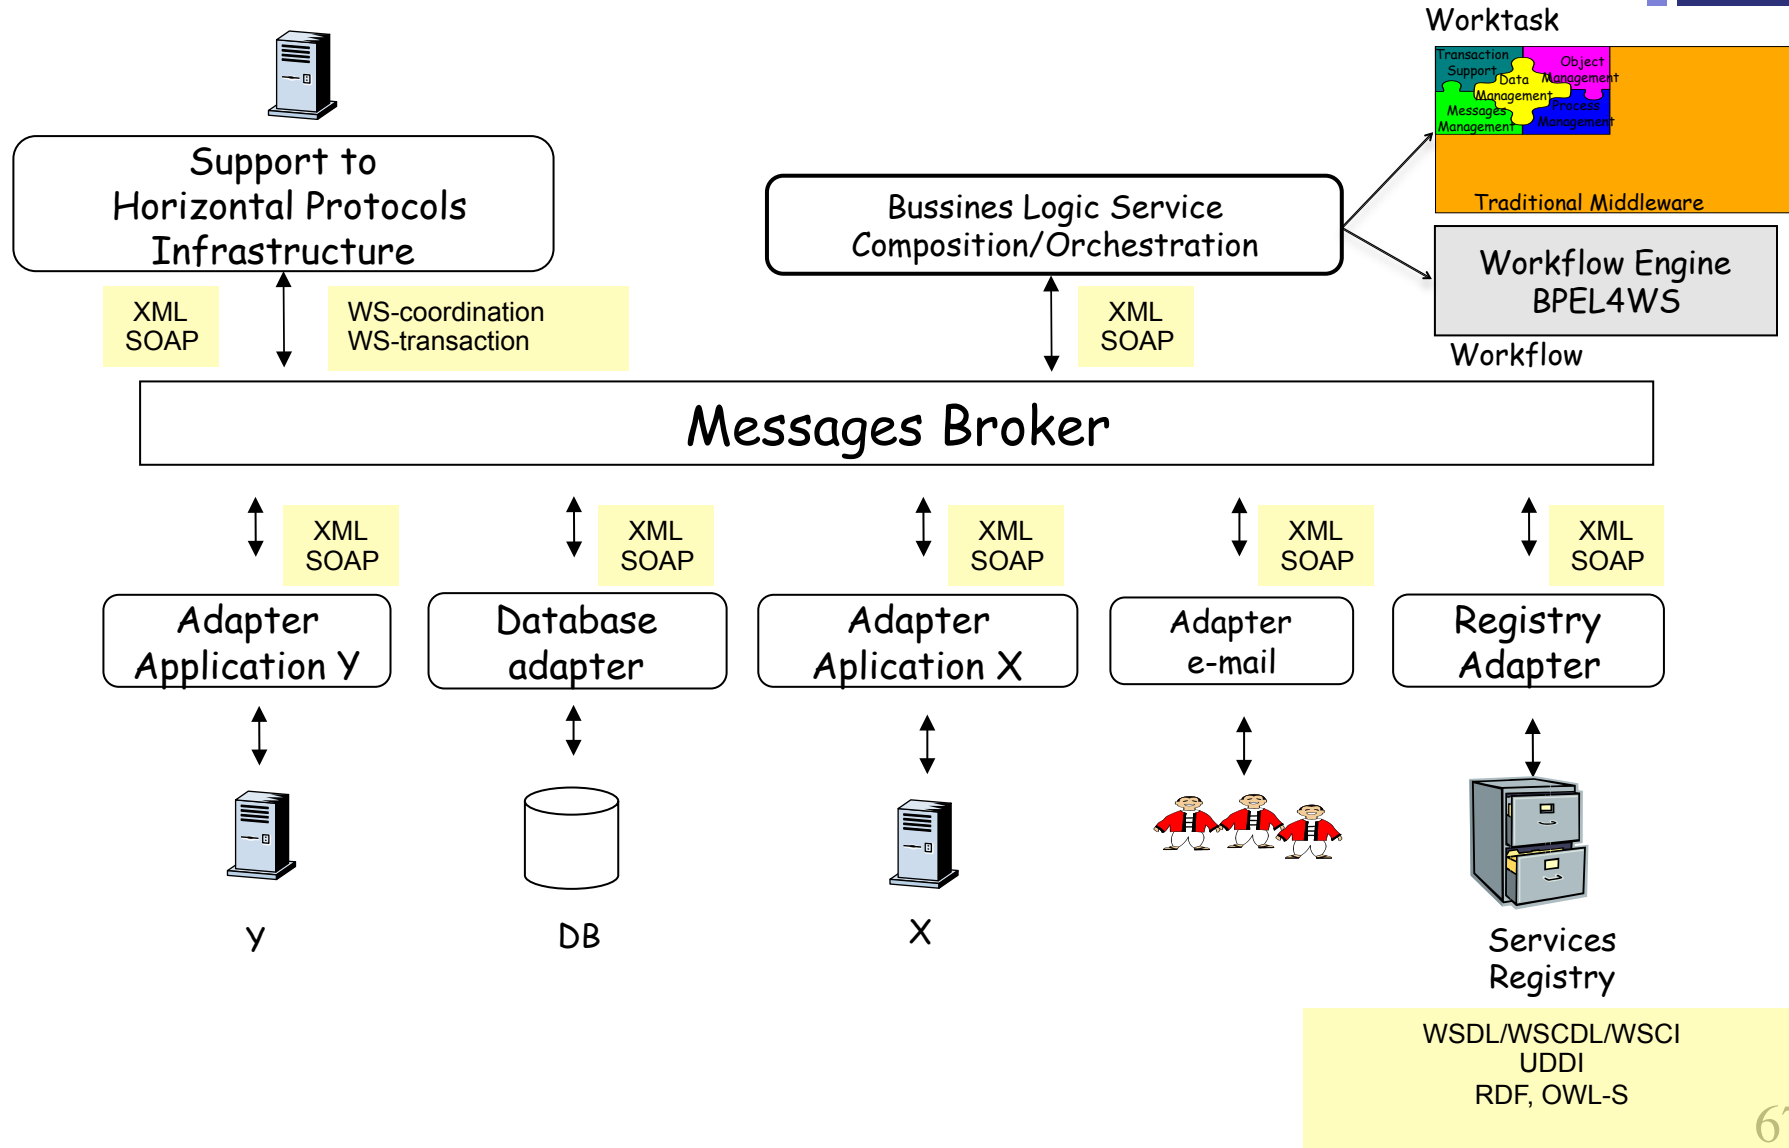 Worktask
Transaction
Support
Object
Management
Data
Management
Messages
Management
Process
Management
Traditional Middleware
Support to
Horizontal Protocols
Infrastructure
Bussines Logic Service
Composition/Orchestration
Workflow Engine
BPEL4WS
Workflow
XML
SOAP
WS-coordination
WS-transaction
XML
SOAP
Messages Broker
XML
SOAP
XML
SOAP
XML
SOAP
XML
SOAP
XML
SOAP
Adapter
Application Y
Database
adapter
Adapter
Aplication X
Adapter
e-mail
Registry
Adapter
Y
DB
X
Services
Registry
WSDL/WSCDL/WSCI
UDDI
RDF, OWL-S